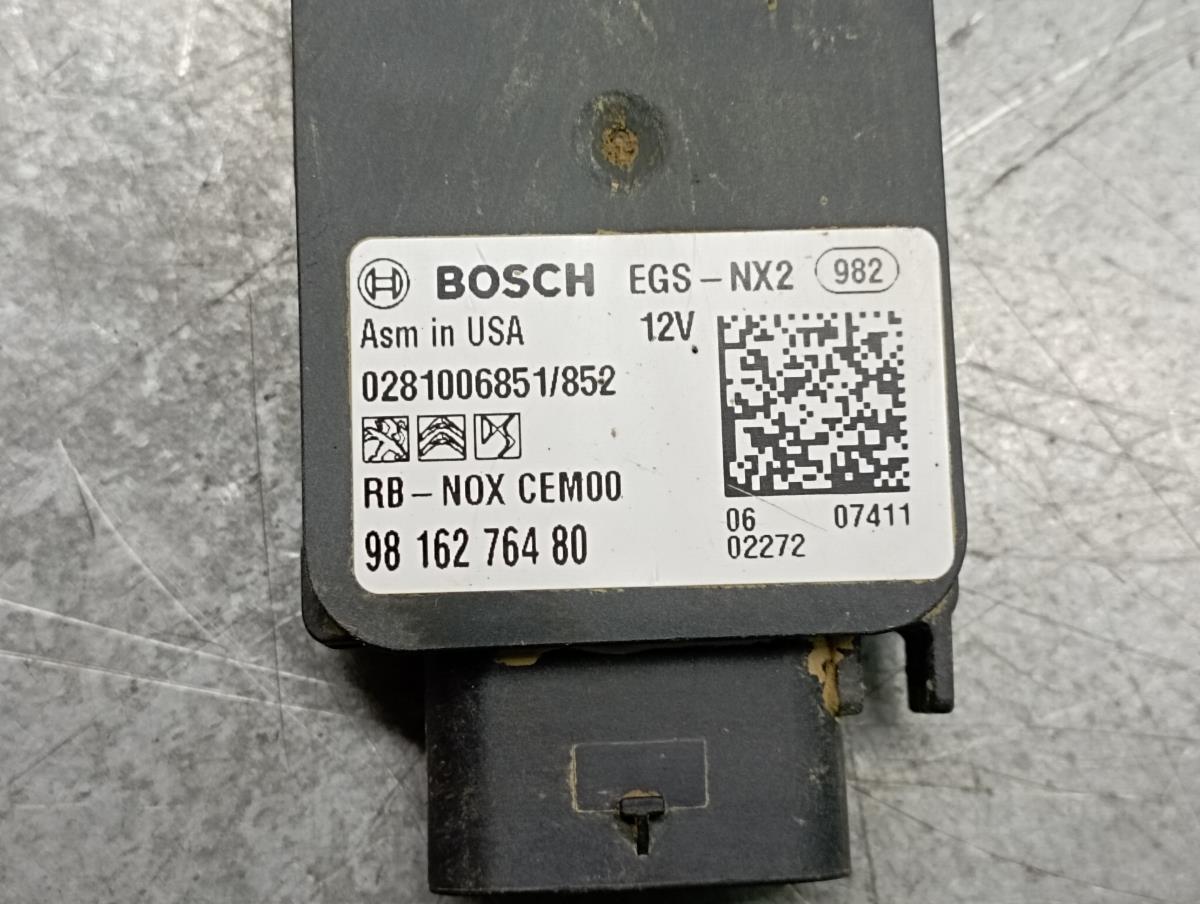 BOSCH EGS-NX2 982
Asm in USA 12V
0281006851/852
RB-NOX CEM00
98 162 764 80
06 07411
02272